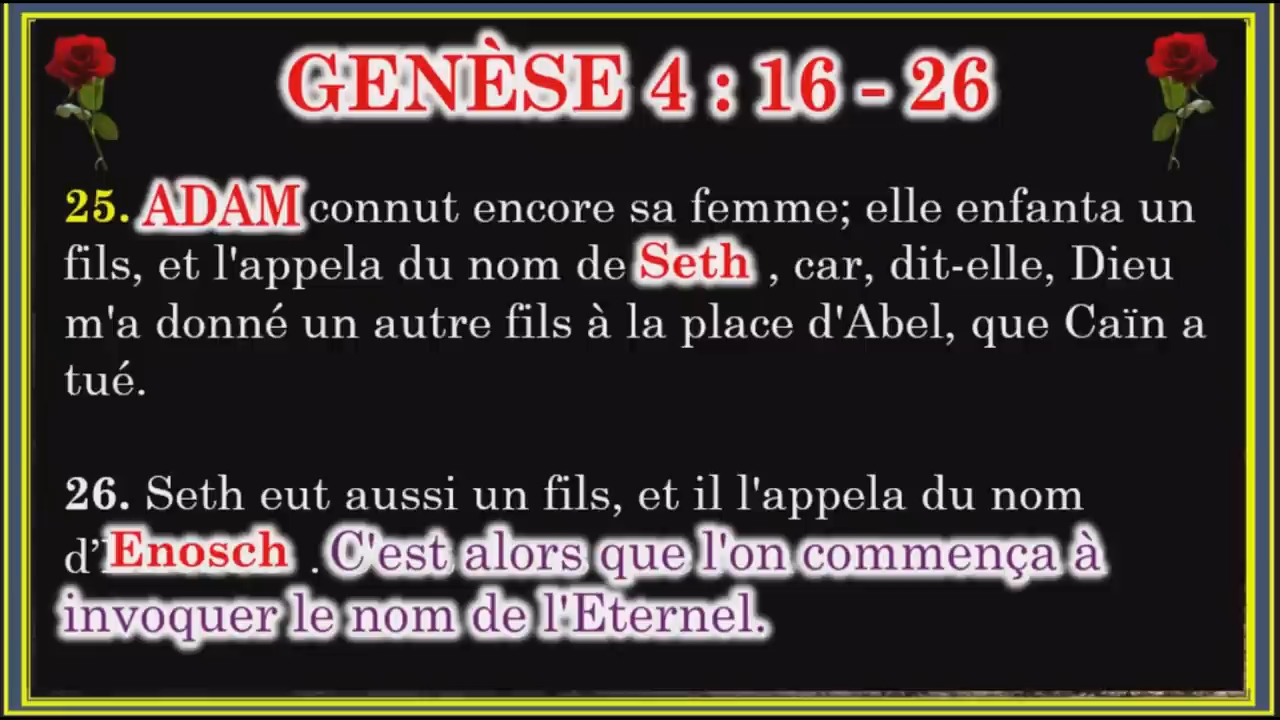 GENÈSE 4 : 16 - 26
25. ADAM connut encore sa femme; elle enfanta un
fils, et l'appela du nom de Seth , car, dit-elle, Dieu
m'a donné un autre fils à la place d'Abel, que Caïn a
tué.
26. Seth eut aussi un fils, et il l'appela du nom
d’Enosch . C'est alors que l'on commença à
invoquer le nom de l'Eternel.